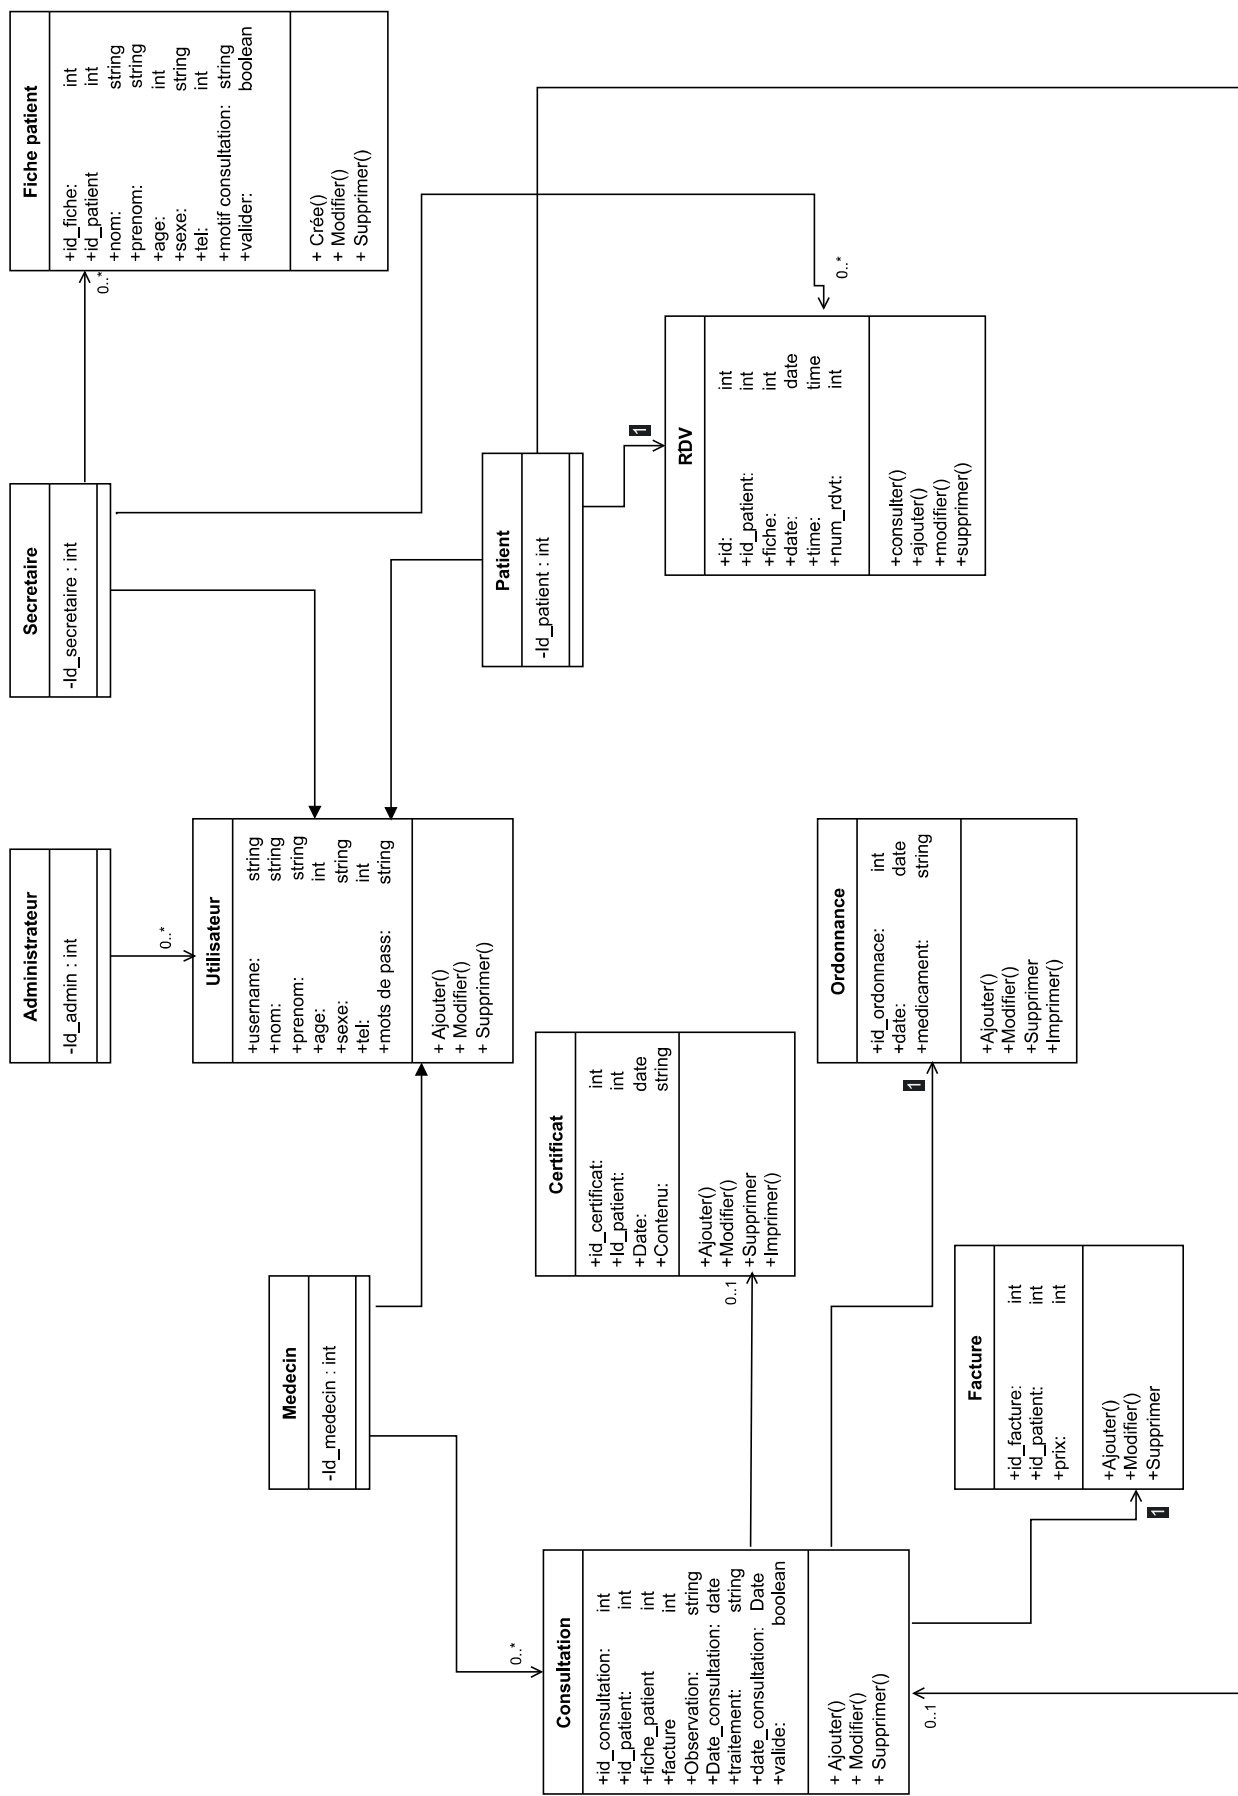 Administrateur
-Id_admin : int
Secretaire
-Id_secretaire : int
Fiche patient
+id_fiche: int
+id_patient int
+nom: string
+prenom: string
+age: int
+sexe: string
+tel: int
+motif consultation: string
+valider: boolean
+ Crée()
+ Modifier()
+ Supprimer()
0..*
0..*
Utilisateur
+username: string
+nom: string
+prenom: string
+age: int
+sexe: string
+tel: int
+mots de pass: string
+ Ajouter()
+ Modifier()
+ Supprimer()
Medecin
-Id_medecin : int
Patient
-Id_patient : int
1
0..*
RDV
+id: int
+id_patient: int
+fiche: int
+date: date
+time: time
+num_rdvt: int
+consulter()
+ajouter()
+modifier()
+supprimer()
0..*
Consultation
+id_consultation: int
+id_patient: int
+fiche_patient int
+facture int
+Observation: string
+Date_consultation: date
+traitement: string
+date_consultation: Date
+valide: boolean
+ Ajouter()
+ Modifier()
+ Supprimer()
0..1
Certificat
+id_certificat: int
+Id_patient: int
+Date: date
+Contenu: string
+Ajouter()
+Modifier()
+Supprimer
+Imprimer()
0..1
Ordonnance
+id_ordonnace: int
+date: date
+medicament: string
+Ajouter()
+Modifier()
+Supprimer
+Imprimer()
1
Facture
+id_facture: int
+id_patient: int
+prix: int
+Ajouter()
+Modifier()
+Supprimer
1